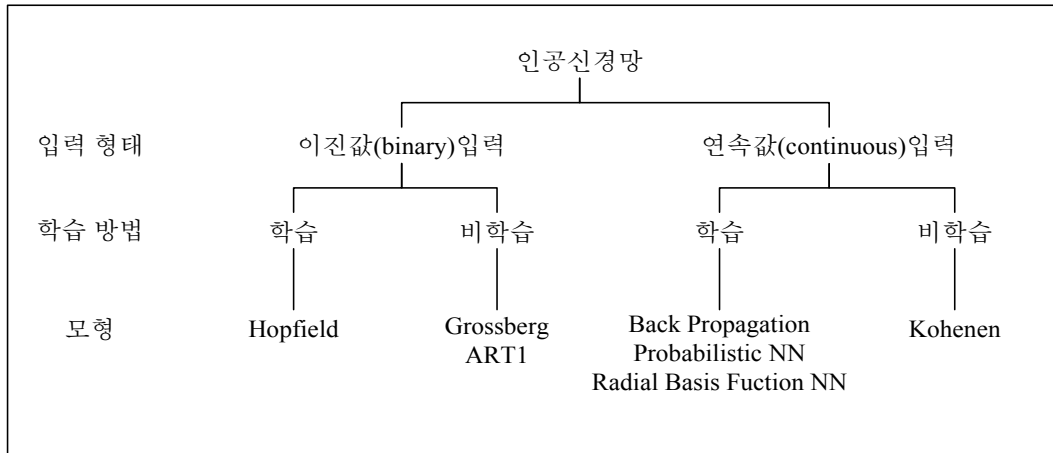 인공신경망
입력 형태 이진값(binary)입력 연속값(continuous)입력
학습 방법 학습 비학습 학습 비학습
모형 Hopfield Grossberg Back Propagation Kohenen
ART1 Probabilistic NN
Radial Basis Fuction NN